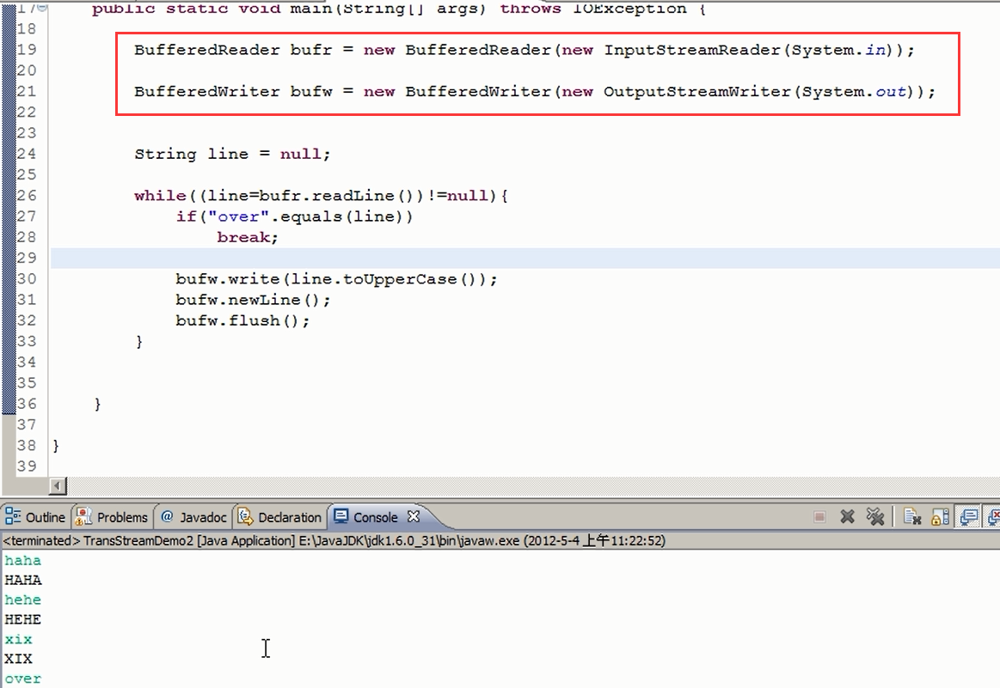 17 public static void main(String[] args) throws IOException {
18
19 BufferedReader bufr = new BufferedReader(new InputStreamReader(System.in));
20
21 BufferedWriter bufw = new BufferedWriter(new OutputStreamWriter(System.out));
22
23
24 String line = null;
25
26 while((line=bufr.readLine())!=null){
27 if("over".equals(line))
28 break;
29
30 bufw.write(line.toUpperCase());
31 bufw.newLine();
32 bufw.flush();
33 }
34
35
36 }
37
38 }
39
Outline Problems @ Javadoc Declaration Console
<terminated> TransStreamDemo2 [Java Application] E:\JavaJDK\jdk1.6.0_31\bin\javaw.exe (2012-5-4 上午11:22:52)
haha
HAHA
hehe
HEHE
xix
XIX
over